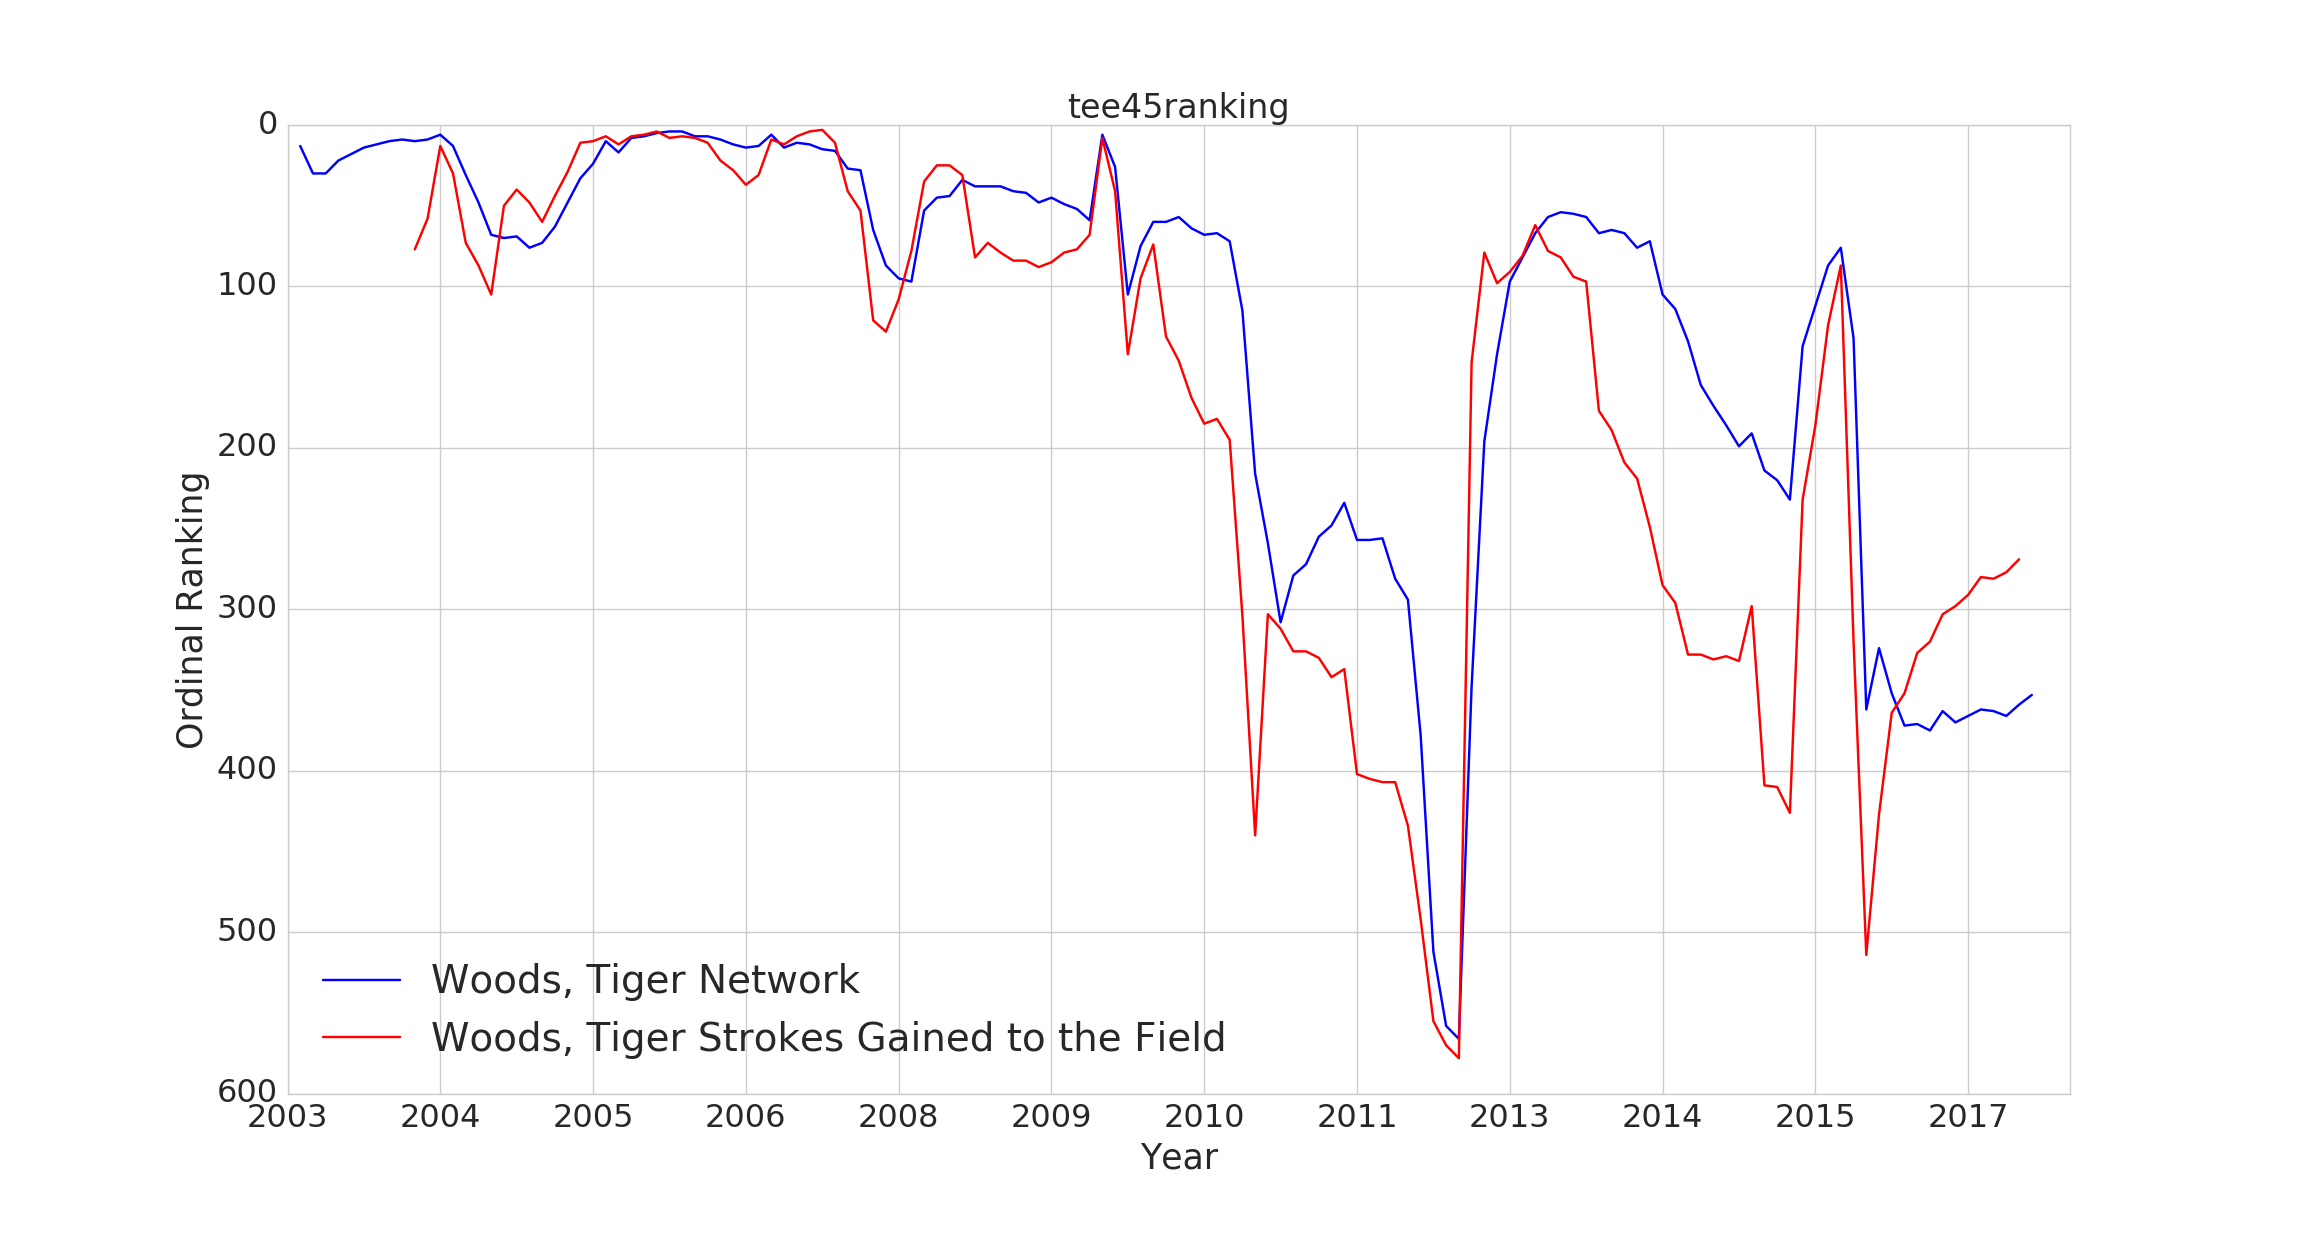 tee45ranking
0
100
200
300
400
500
600
Ordinal Ranking
Woods, Tiger Network
Woods, Tiger Strokes Gained to the Field
2003 2004 2005 2006 2008 2009 2010 2011 2013 2014 2015 2017
Year